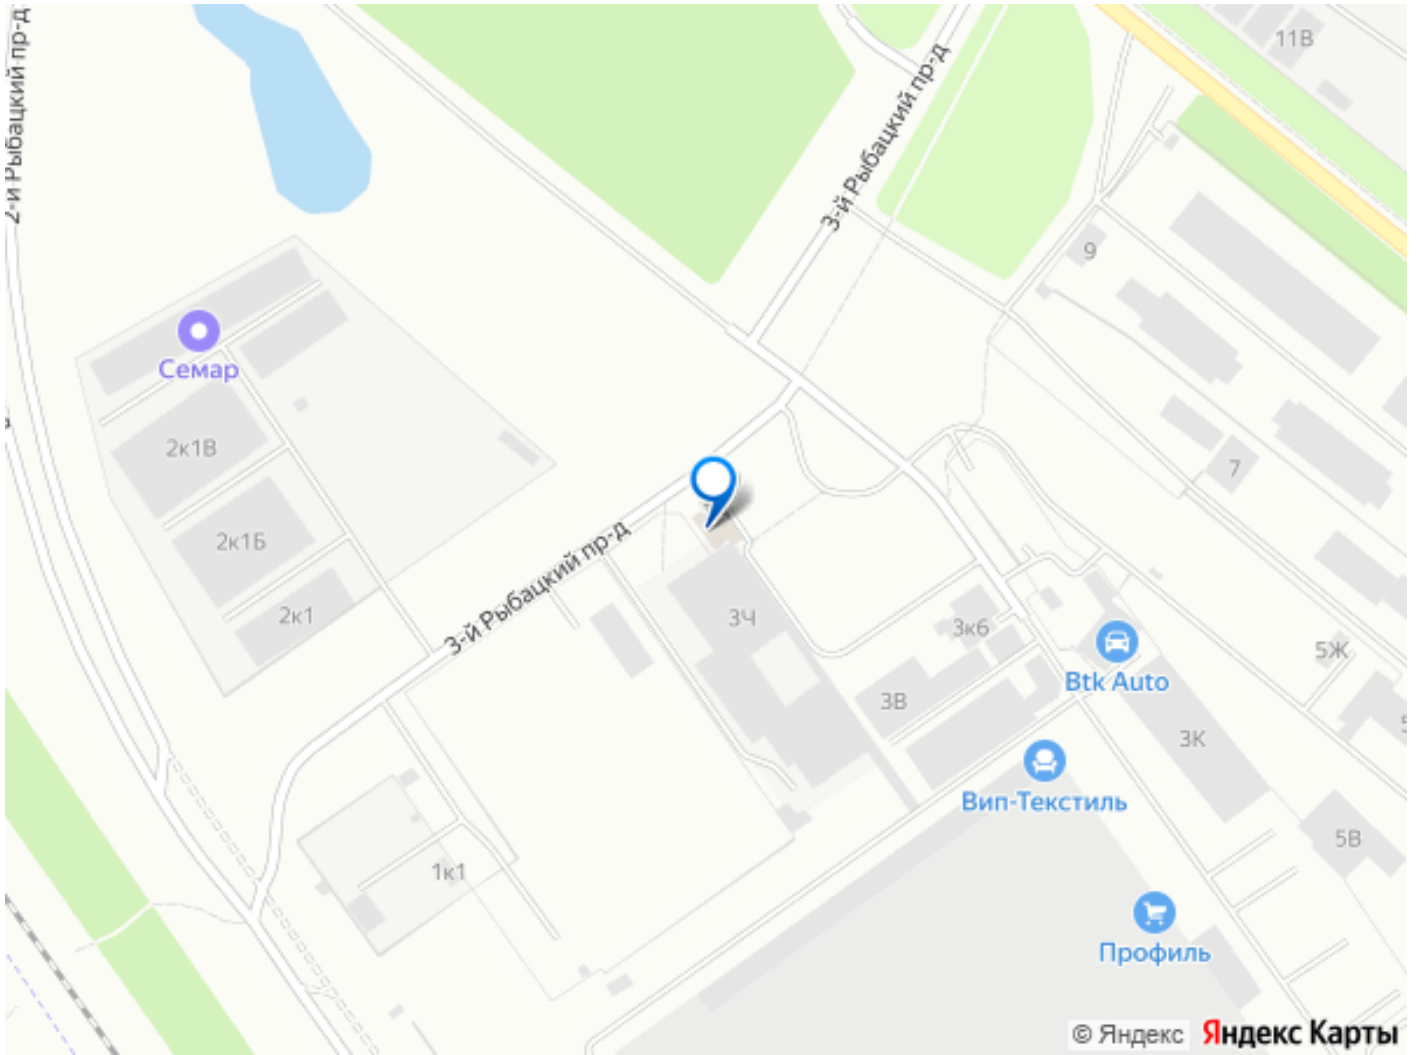 2-й Рыбацкий пр-д
11В
3-й Рыбацкий пр-д
9
Семар
2к1В
7
2к1Б
3-й Рыбацкий пр-д
2к1
3Ч
3к6
5Ж
Btk Auto
3В
3К
Вип-Текстиль
5В
1к1
Профиль
© Яндекс Яндекс Карты